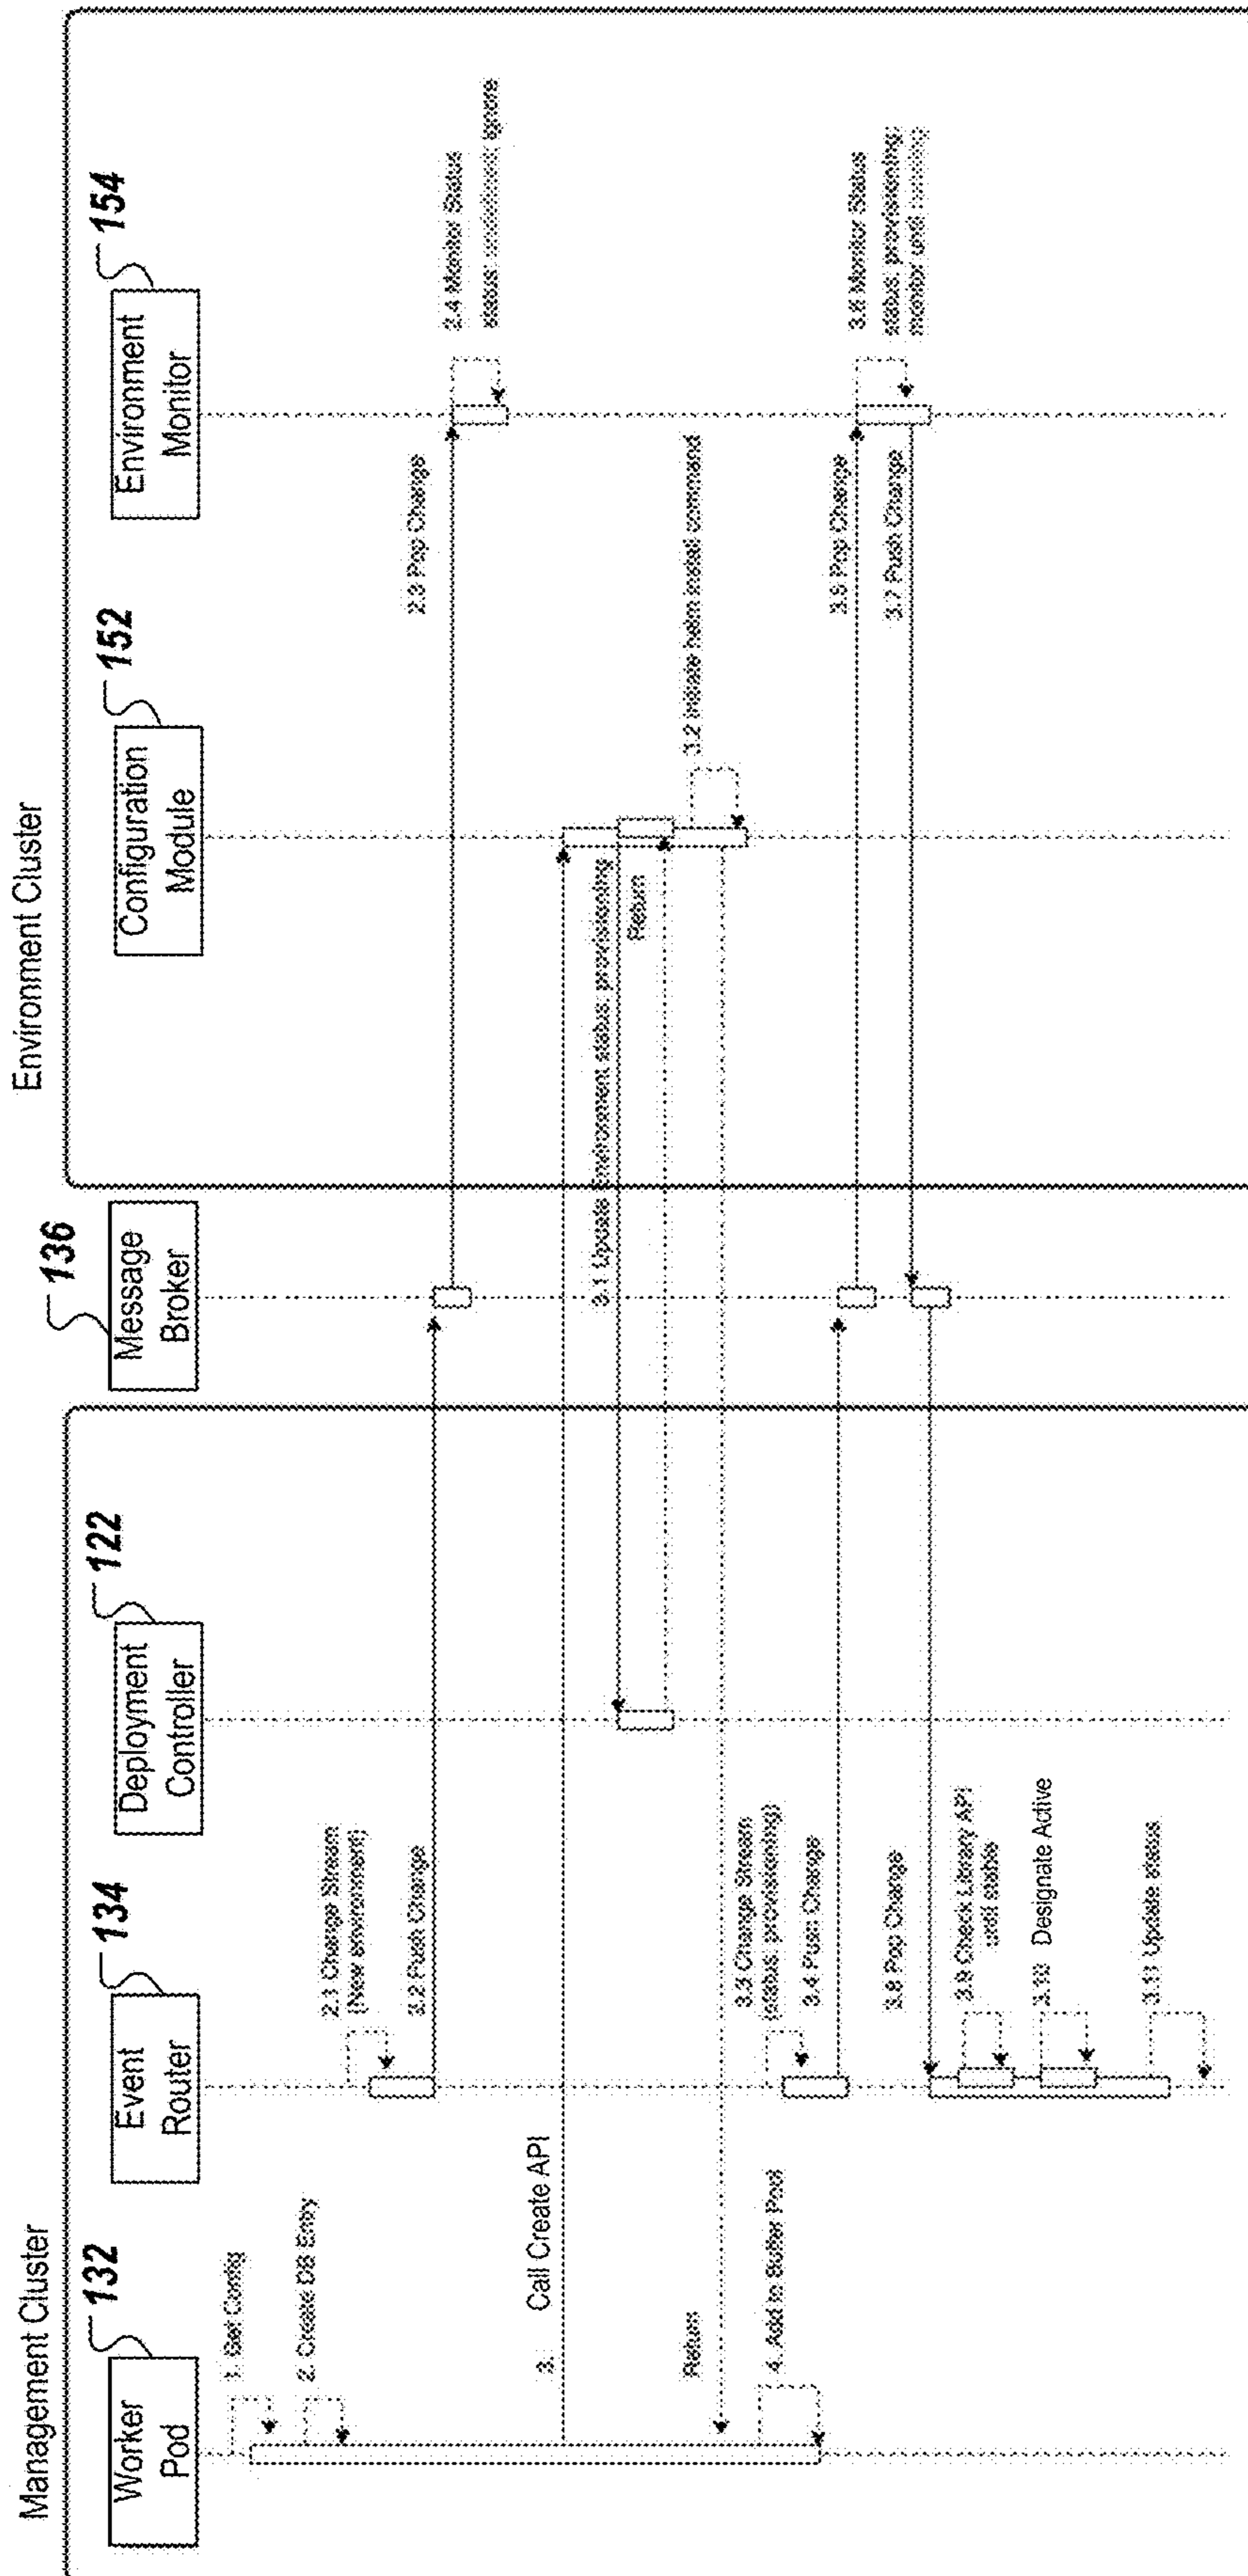 Management Cluster
Environment Cluster
132
134
122
136
152
154
Worker
Pod
Event
Router
Deployment
Controller
Message
Broker
Configuration
Module
Environment
Monitor
1. Get Config
2. Create DB Entry
2.1 Change Stream
(New environment)
3.2 Push Change
2.3 Pop Change
2.4 Monitor Status
status: ignore
3. Call Create API
3.1 Update Environment status: provisioning
Return
3.2 Initiate helm install command
Return
4. Add to Buffer Pool
3.3 Change Stream
(status: provisioning)
3.4 Push Change
3.5 Pop Change
3.6 Monitor Status
status: provisioning:
monitor until running
3.7 Push Change
3.8 Pop Change
3.9 Check Library API
until stable
3.10 Designate Active
3.11 Update status